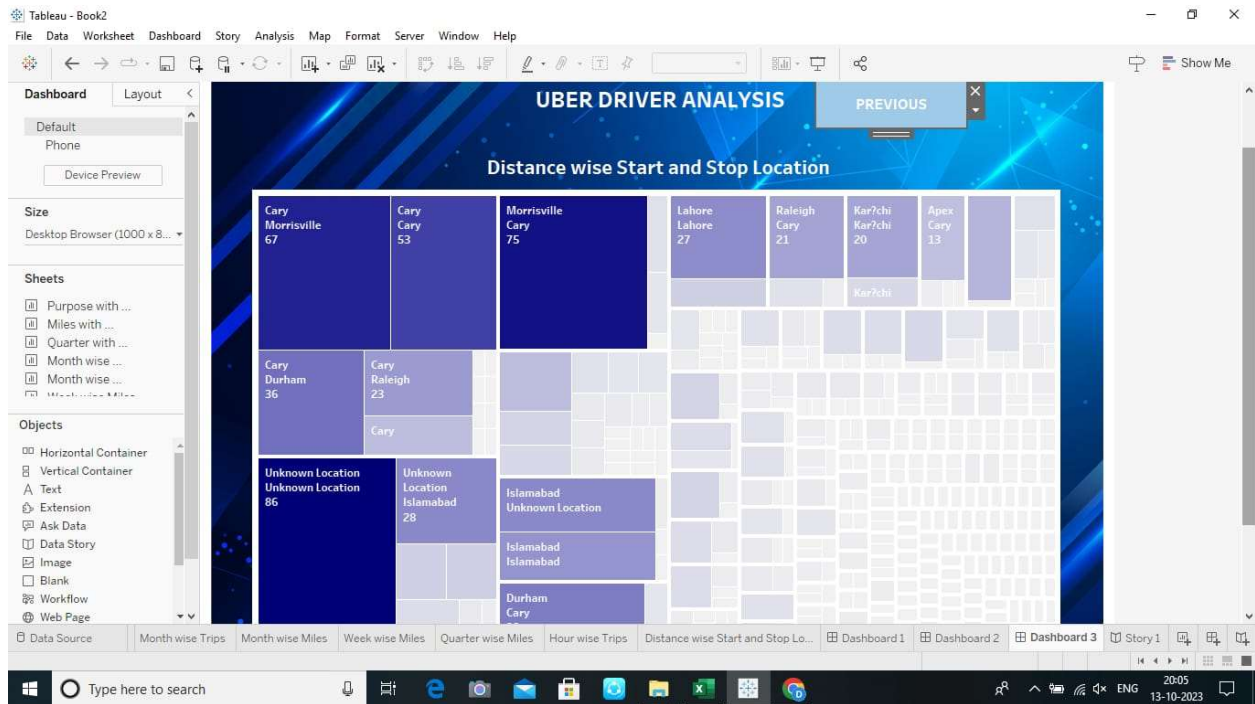 Tableau - Book2
File Data Worksheet Dashboard Story Analysis Map Format Server Window Help
Show Me
Dashboard Layout
Default
Phone
Device Preview
Size
Desktop Browser (1000 x 8...
Sheets
Purpose with ...
Miles with ...
Quarter with ...
Month wise ...
Month wise ...
Objects
Horizontal Container
Vertical Container
Text
Extension
Ask Data
Data Story
Image
Blank
Workflow
Web Page
UBER DRIVER ANALYSIS
PREVIOUS
Distance wise Start and Stop Location
Cary
Morrisville
67
Cary
Cary
53
Morrisville
Cary
75
Lahore
Lahore
27
Raleigh
Cary
21
Kar?chi
Kar?chi
20
Apex
Cary
13
Kar?chi
Cary
Durham
36
Cary
Raleigh
23
Cary
Unknown Location
Unknown Location
86
Unknown
Location
Islamabad
28
Islamabad
Unknown Location
Islamabad
Islamabad
Durham
Cary
Data Source Month wise Trips Month wise Miles Week wise Miles Quarter wise Miles Hour wise Trips Distance wise Start and Stop Lo... Dashboard 1 Dashboard 2 Dashboard 3 Story 1
Type here to search
ENG
20:05
13-10-2023